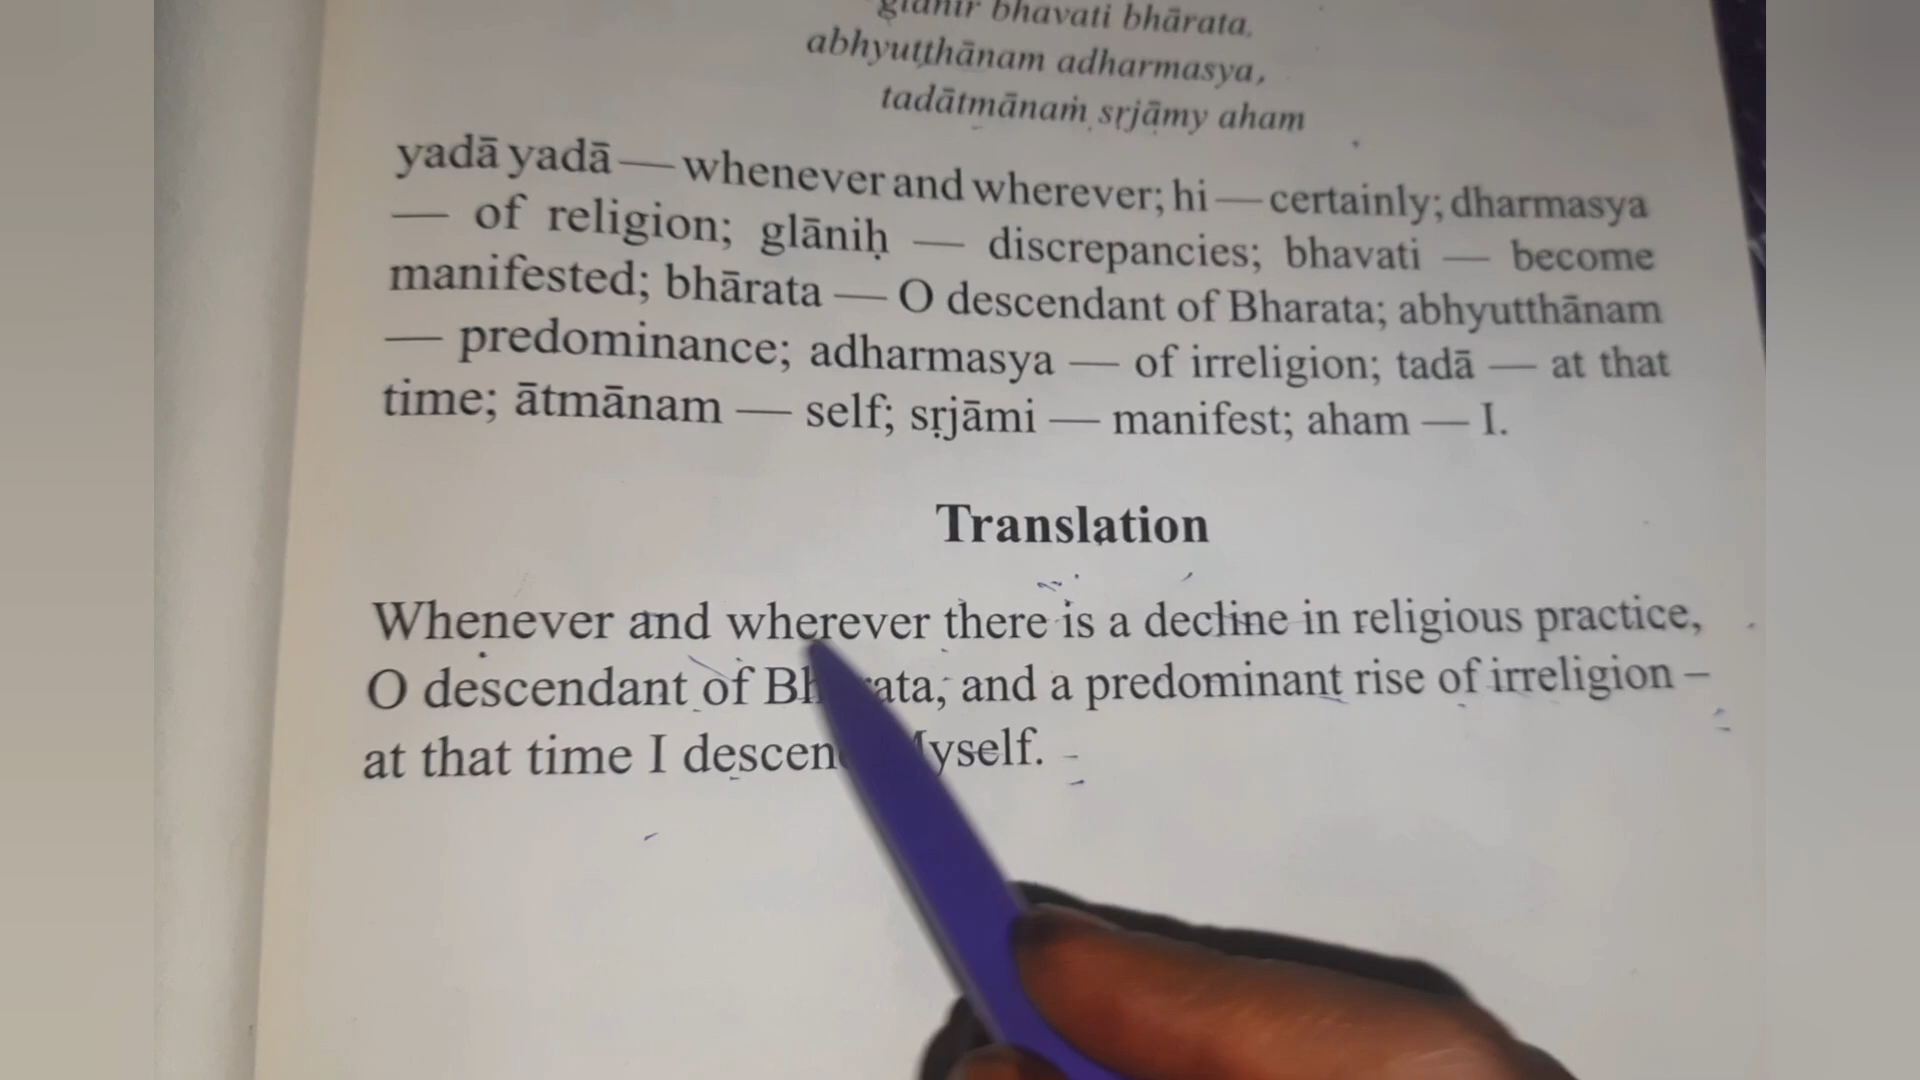 glānir bhavati bhārata,
abhyutthānam adharmasya,
tadātmānaṁ sṛjāmy aham
yadā yadā — whenever and wherever; hi — certainly; dharmasya
— of religion; glāniḥ — discrepancies; bhavati — become
manifested; bhārata — O descendant of Bharata; abhyutthānam
— predominance; adharmasya — of irreligion; tadā — at that
time; ātmānam — self; sṛjāmi — manifest; aham — I.
Translation
Whenever and wherever there is a decline in religious practice,
O descendant of and a predominant rise of irreligion –
at that time I